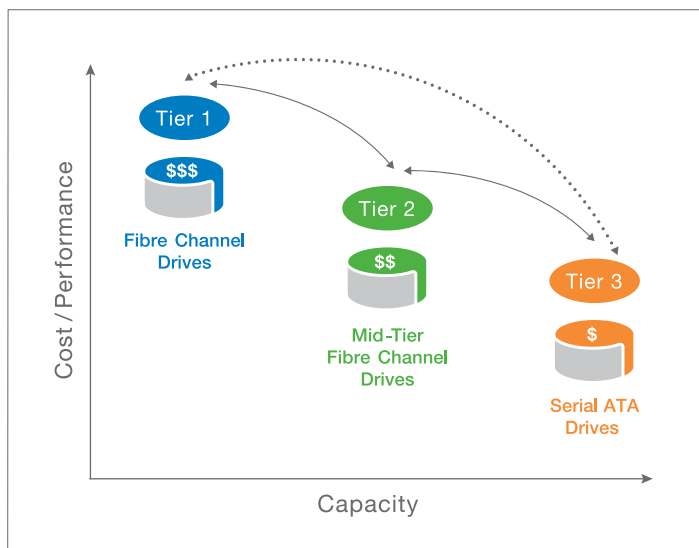 Tier 1
$$$
Fibre Channel
Drives
Tier 2
$$
Mid-Tier
Fibre Channel
Drives
Tier 3
$
Serial ATA
Drives
Cost / Performance
Capacity